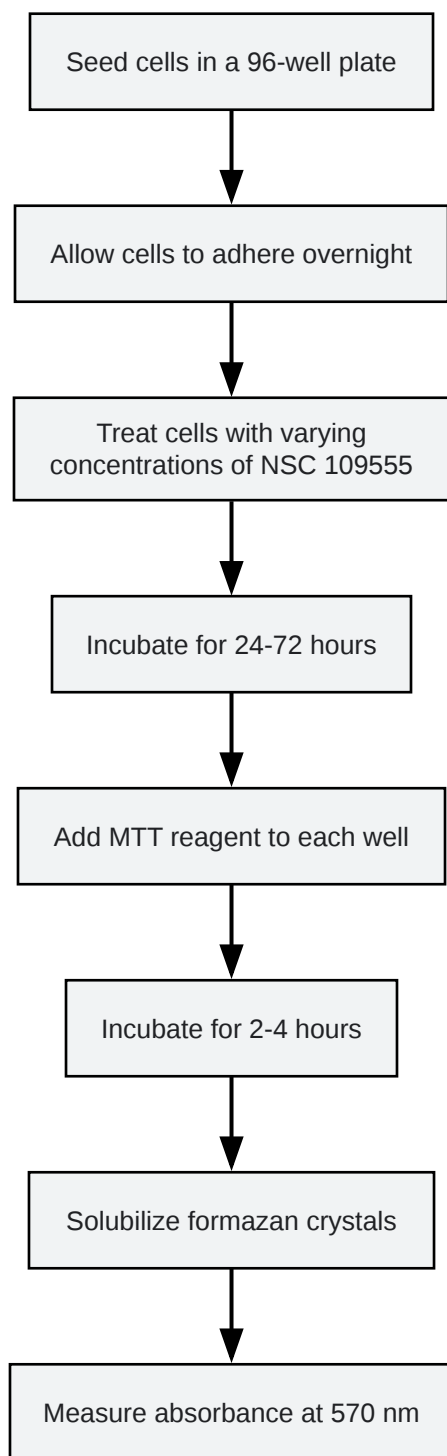 Seed cells in a 96-well plate
Allow cells to adhere overnight
Treat cells with varying
concentrations of NSC 109555
Incubate for 24-72 hours
Add MTT reagent to each well
Incubate for 2-4 hours
Solubilize formazan crystals
Measure absorbance at 570 nm